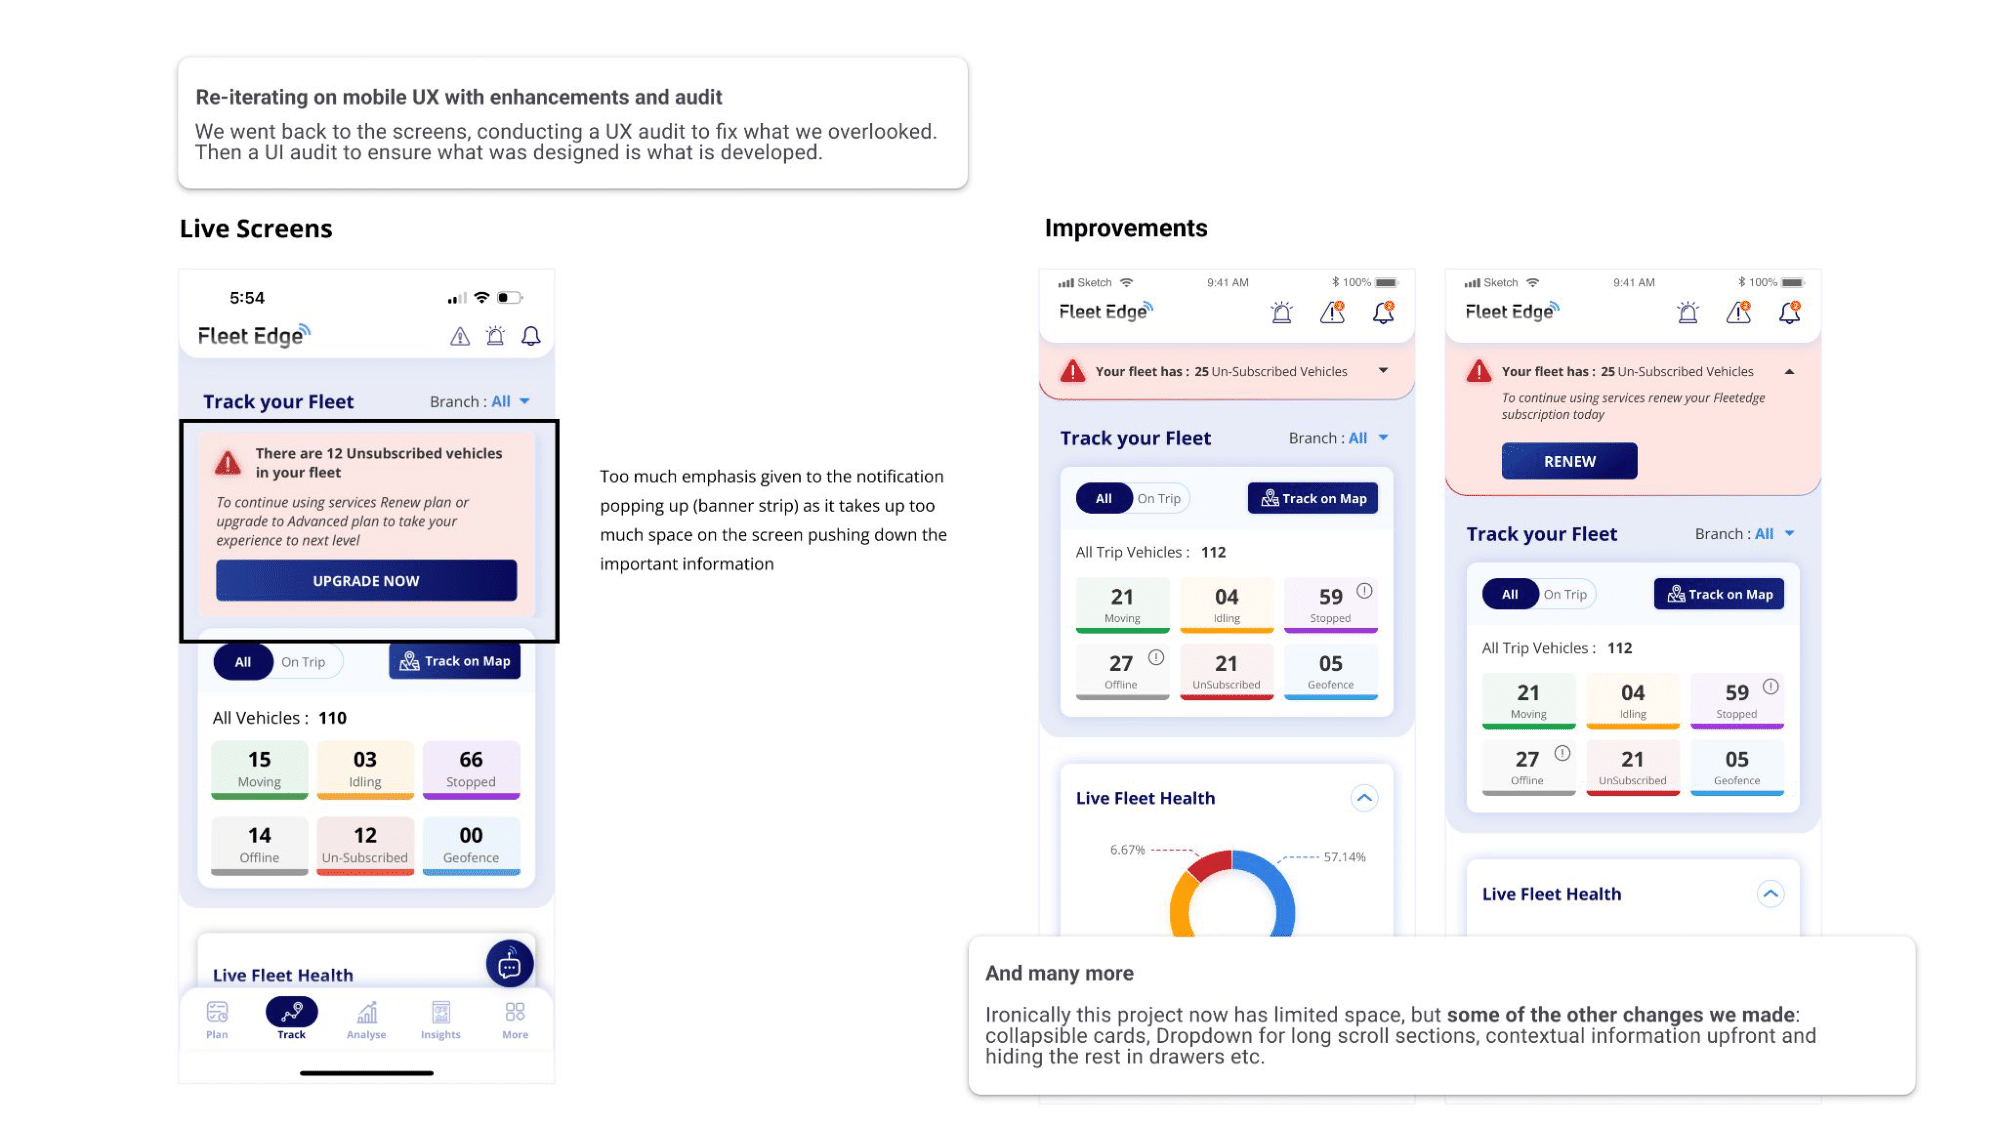 Re-iterating on mobile UX with enhancements and audit
We went back to the screens, conducting a UX audit to fix what we overlooked.
Then a UI audit to ensure what was designed is what is developed.
Live Screens
5:54
Fleet Edge
Track your Fleet
Branch : All
There are 12 Unsubscribed vehicles
in your fleet
To continue using services Renew plan or
upgrade to Advanced plan to take your
experience to next level
UPGRADE NOW
All
On Trip
Track on Map
All Vehicles : 110
15
Moving
03
Idling
66
Stopped
14
Offline
12
Un-Subscribed
00
Geofence
Live Fleet Health
Plan
Track
Analyse
Insights
More
Too much emphasis given to the notification
popping up (banner strip) as it takes up too
much space on the screen pushing down the
important information
Improvements
Sketch
9:41 AM
100%
Fleet Edge
2
2
Your fleet has : 25 Un-Subscribed Vehicles
Track your Fleet
Branch : All
All
On Trip
Track on Map
All Trip Vehicles : 112
21
Moving
04
Idling
59
Stopped
27
Offline
21
UnSubscribed
05
Geofence
Live Fleet Health
6.67%
57.14%
Sketch
9:41 AM
100%
Fleet Edge
2
2
Your fleet has : 25 Un-Subscribed Vehicles
To continue using services renew your Fleetedge
subscription today
RENEW
Track your Fleet
Branch : All
All
On Trip
Track on Map
All Trip Vehicles : 112
21
Moving
04
Idling
59
Stopped
27
Offline
21
UnSubscribed
05
Geofence
Live Fleet Health
And many more
Ironically this project now has limited space, but some of the other changes we made:
collapsible cards, Dropdown for long scroll sections, contextual information upfront and
hiding the rest in drawers etc.